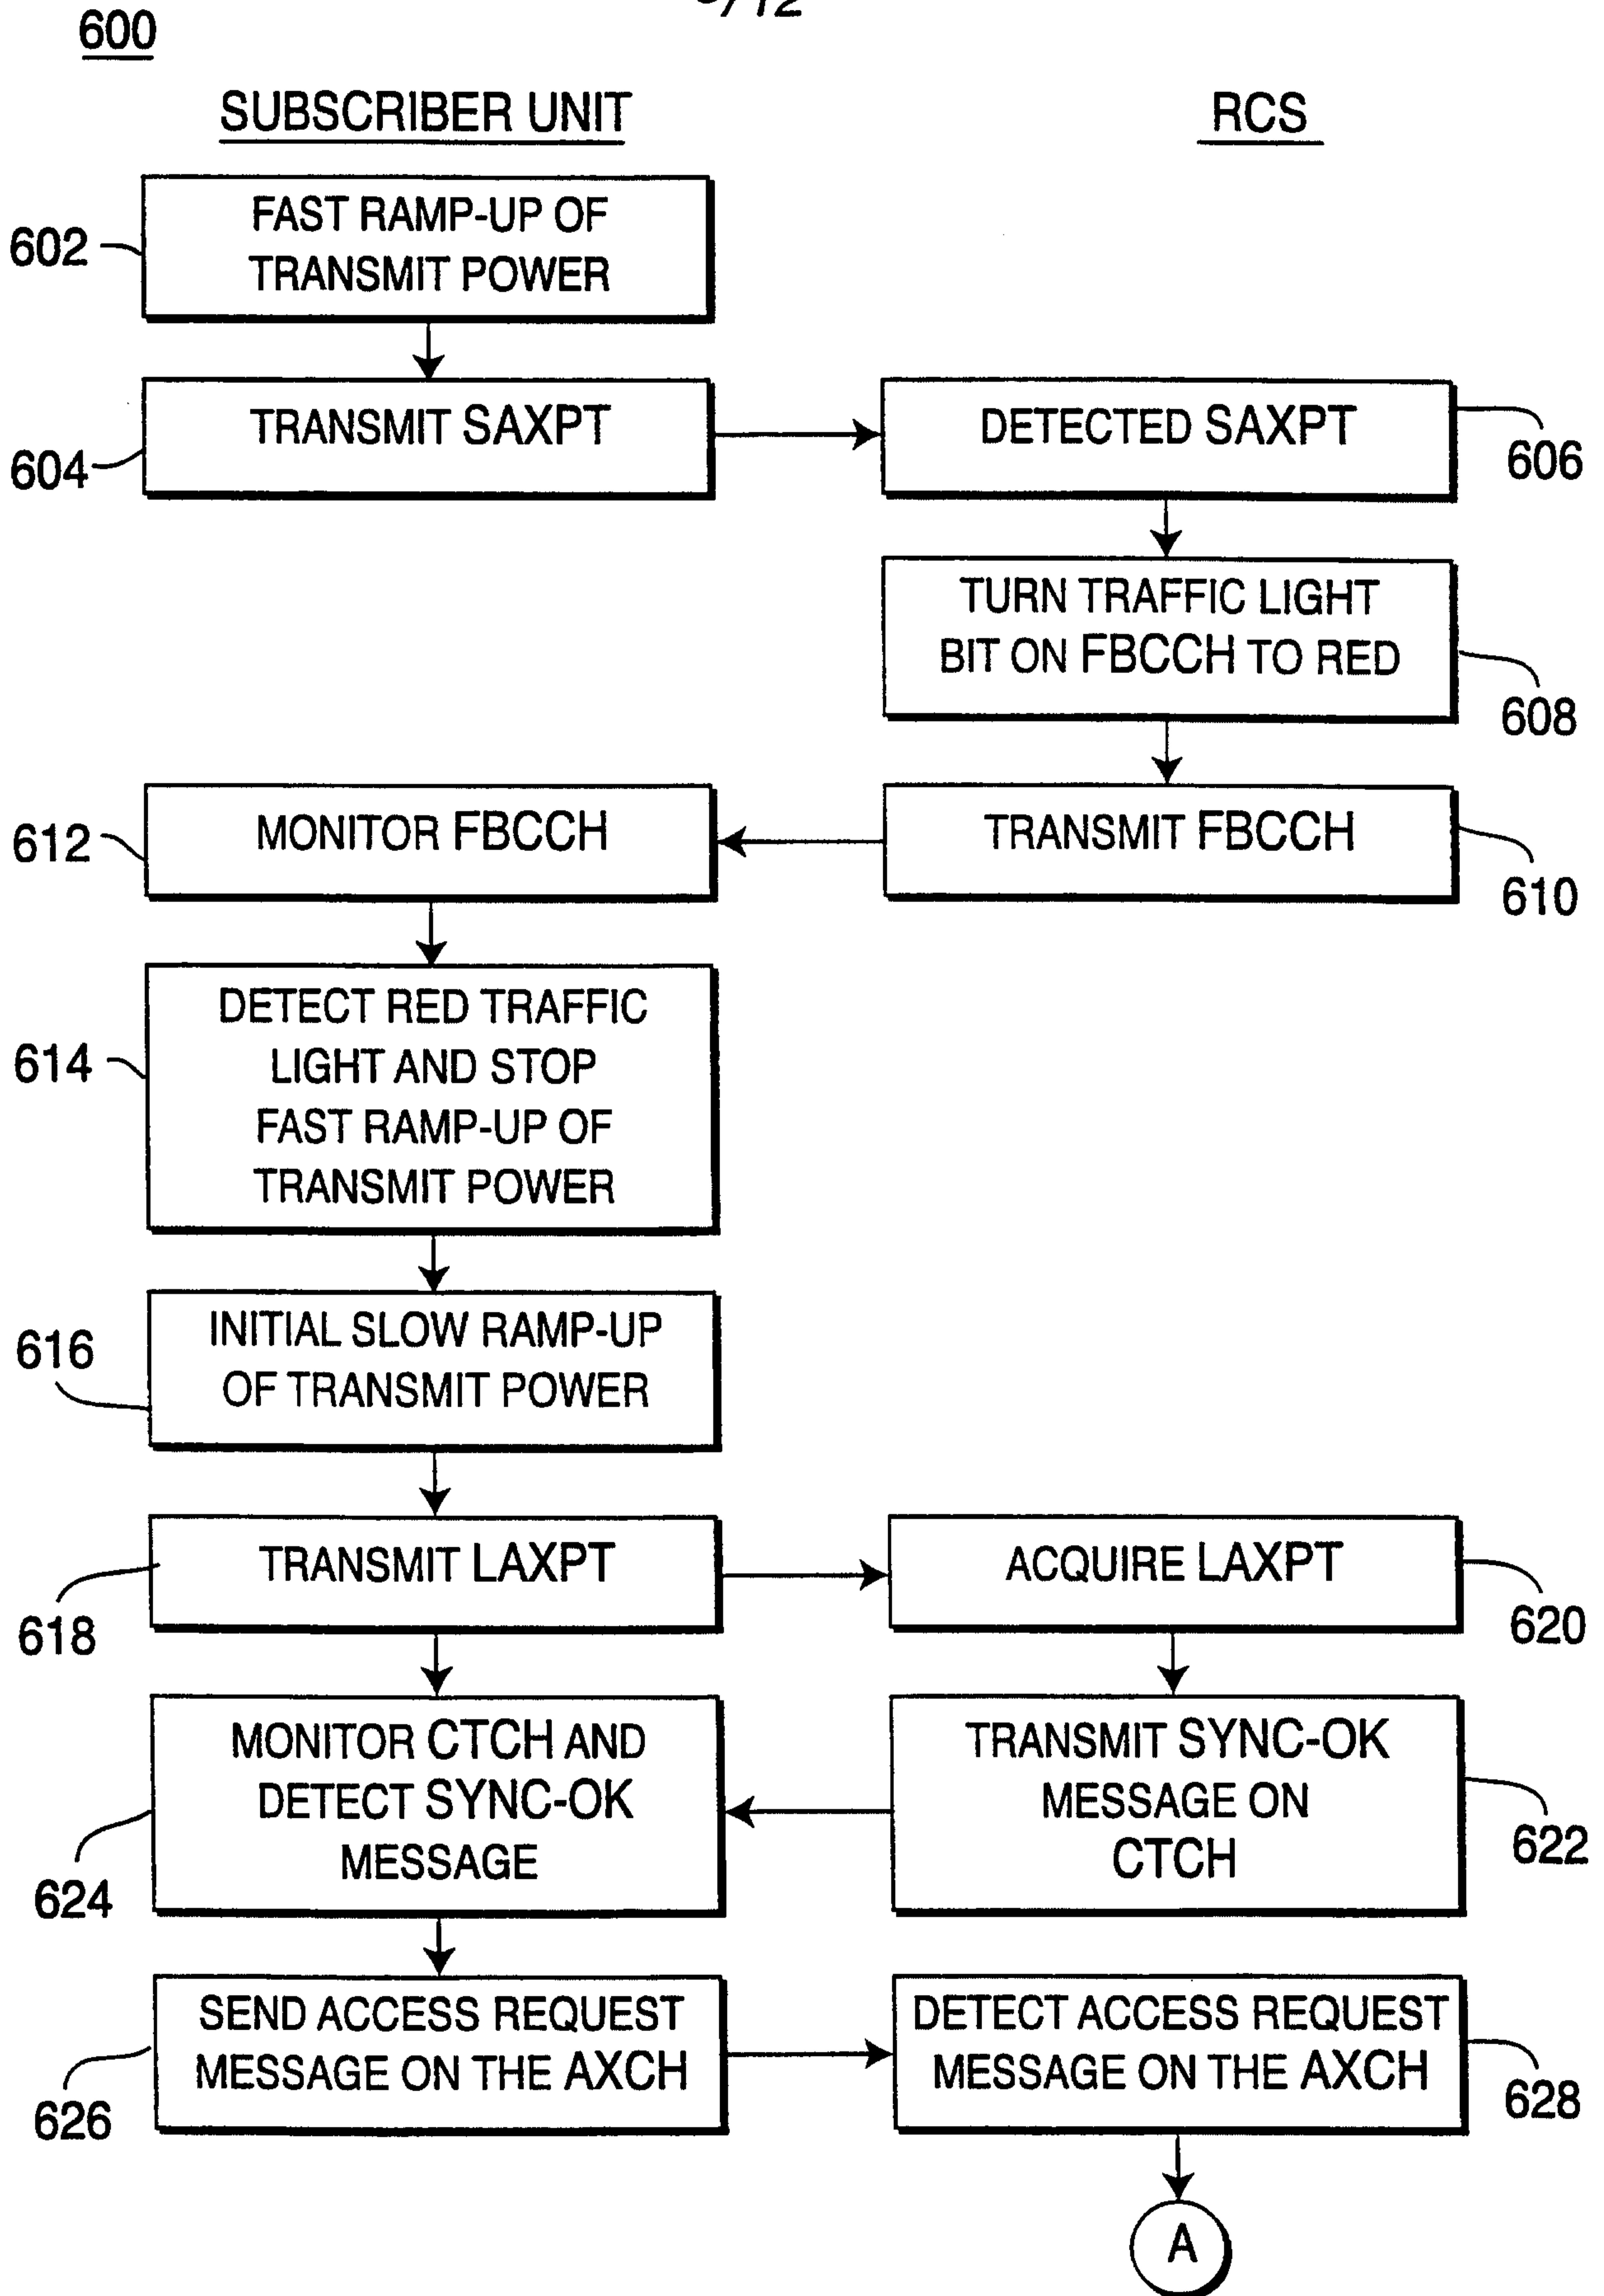 /12
600
SUBSCRIBER UNIT
RCS
602
FAST RAMP-UP OF
TRANSMIT POWER
604
TRANSMIT SAXPT
DETECTED SAXPT
606
TURN TRAFFIC LIGHT
BIT ON FBCCH TO RED
608
612
MONITOR FBCCH
TRANSMIT FBCCH
610
614
DETECT RED TRAFFIC
LIGHT AND STOP
FAST RAMP-UP OF
TRANSMIT POWER
616
INITIAL SLOW RAMP-UP
OF TRANSMIT POWER
618
TRANSMIT LAXPT
ACQUIRE LAXPT
620
MONITOR CTCH AND
DETECT SYNC-OK
MESSAGE
624
TRANSMIT SYNC-OK
MESSAGE ON
CTCH
622
SEND ACCESS REQUEST
MESSAGE ON THE AXCH
626
DETECT ACCESS REQUEST
MESSAGE ON THE AXCH
628
A